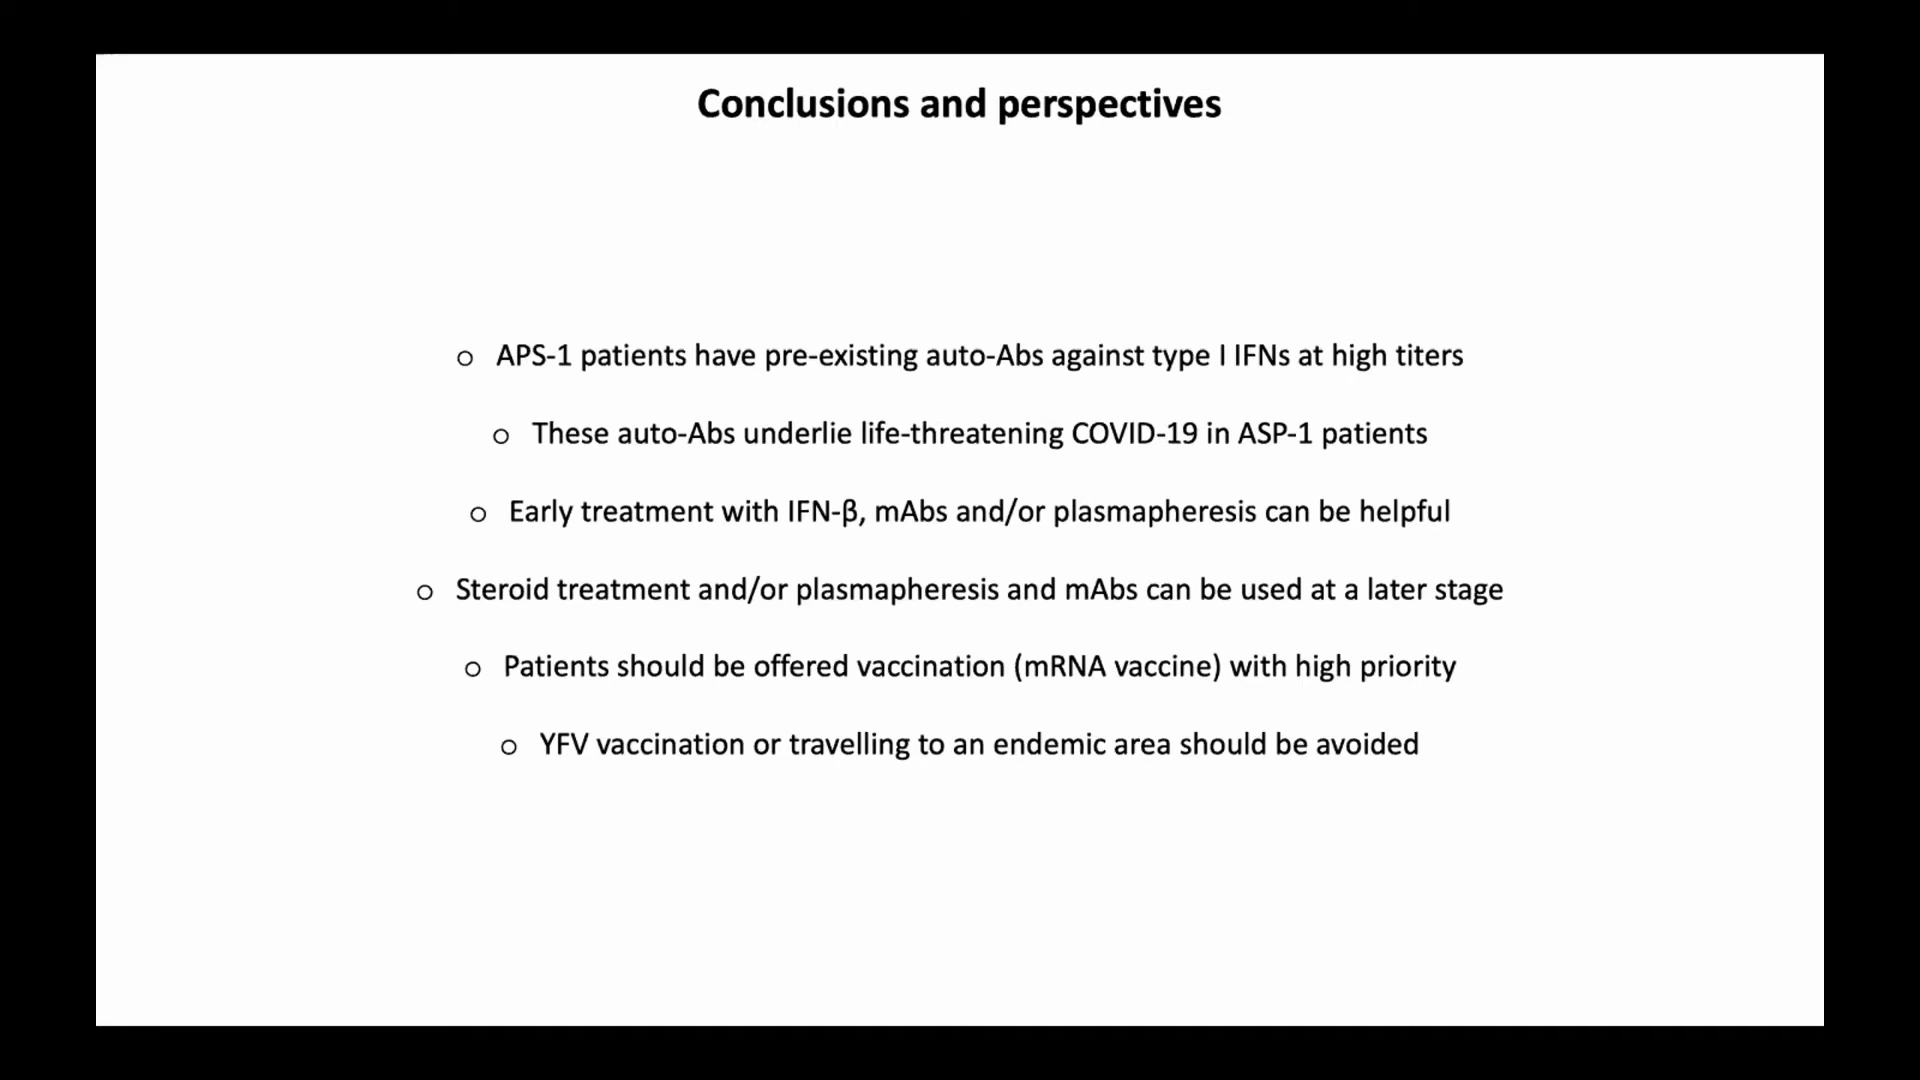 Conclusions and perspectives
o APS-1 patients have pre-existing auto-Abs against type I IFNs at high titers
o These auto-Abs underlie life-threatening COVID-19 in ASP-1 patients
o Early treatment with IFN-β, mAbs and/or plasmapheresis can be helpful
o Steroid treatment and/or plasmapheresis and mAbs can be used at a later stage
o Patients should be offered vaccination (mRNA vaccine) with high priority
o YFV vaccination or travelling to an endemic area should be avoided